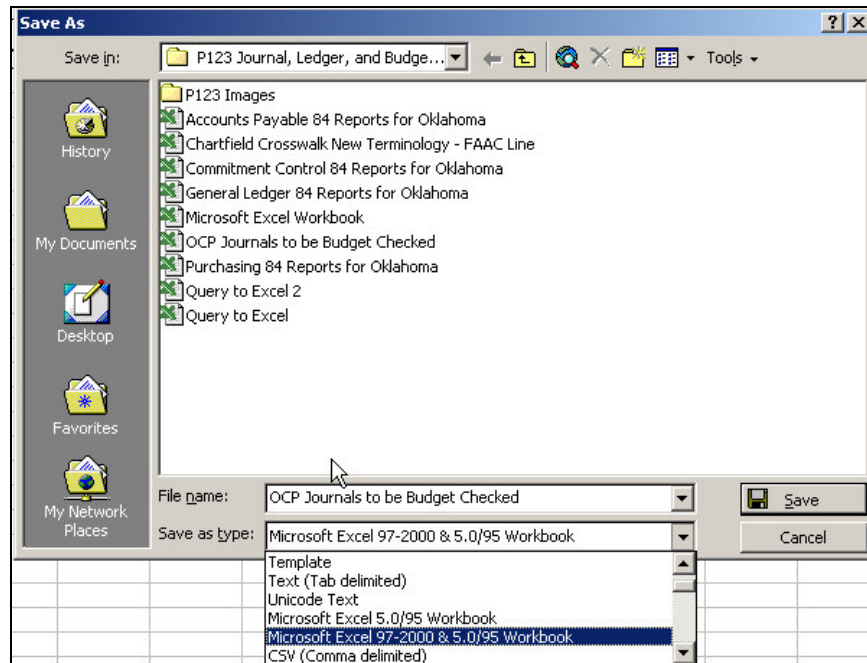 Save As
Save in:
P123 Journal, Ledger, and Budge...
Tools
History
My Documents
Desktop
Favorites
My Network
Places
P123 Images
Accounts Payable 84 Reports for Oklahoma
Chartfield Crosswalk New Terminology - FAAC Line
Commitment Control 84 Reports for Oklahoma
General Ledger 84 Reports for Oklahoma
Microsoft Excel Workbook
OCP Journals to be Budget Checked
Purchasing 84 Reports for Oklahoma
Query to Excel 2
Query to Excel
File name:
OCP Journals to be Budget Checked
Save
Save as type:
Microsoft Excel 97-2000 & 5.0/95 Workbook
Cancel
Template
Text (Tab delimited)
Unicode Text
Microsoft Excel 5.0/95 Workbook
Microsoft Excel 97-2000 & 5.0/95 Workbook
CSV (Comma delimited)